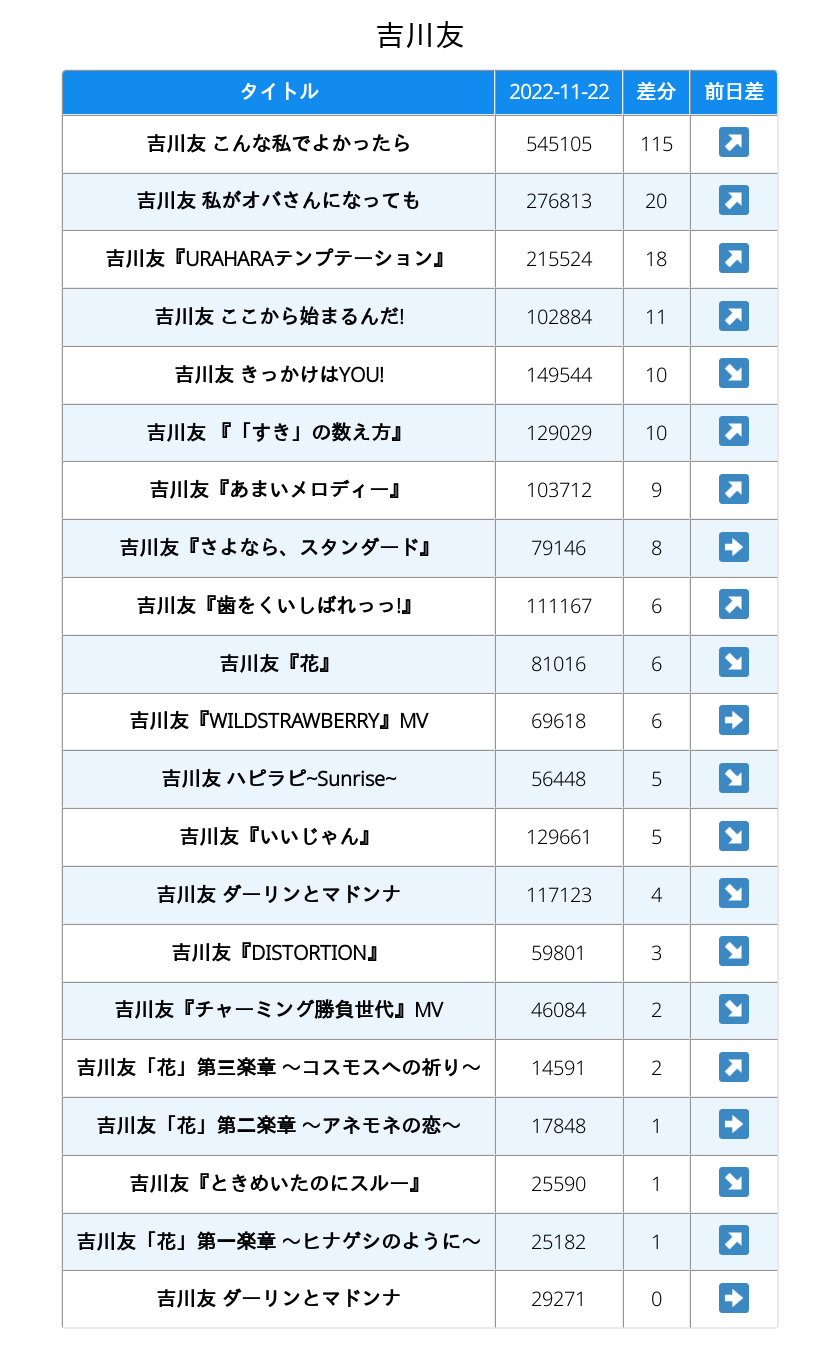 吉川友
タイトル 2022-11-22 差分 前日差
吉川友 こんな私でよかったら 545105 115 ↗
吉川友 私がオバさんになっても 276813 20 ↗
吉川友『URAHARAテンプテーション』 215524 18 ↗
吉川友 ここから始まるんだ! 102884 11 ↗
吉川友 きっかけはYOU! 149544 10 ↘
吉川友 『「すき」の数え方』 129029 10 ↗
吉川友『あまいメロディー』 103712 9 ↗
吉川友『さよなら、スタンダード』 79146 8 ➡
吉川友『歯をくいしばれっっ!』 111167 6 ↗
吉川友『花』 81016 6 ↘
吉川友『WILDSTRAWBERRY』MV 69618 6 ➡
吉川友 ハピラピ~Sunrise~ 56448 5 ↘
吉川友『いいじゃん』 129661 5 ↘
吉川友 ダーリンとマドンナ 117123 4 ↘
吉川友『DISTORTION』 59801 3 ↘
吉川友『チャーミング勝負世代』MV 46084 2 ↘
吉川友「花」第三楽章 〜コスモスへの祈り〜 14591 2 ↗
吉川友「花」第二楽章 〜アネモネの恋〜 17848 1 ➡
吉川友『ときめいたのにスルー』 25590 1 ↘
吉川友「花」第一楽章 〜ヒナゲシのように〜 25182 1 ↗
吉川友 ダーリンとマドンナ 29271 0 ➡